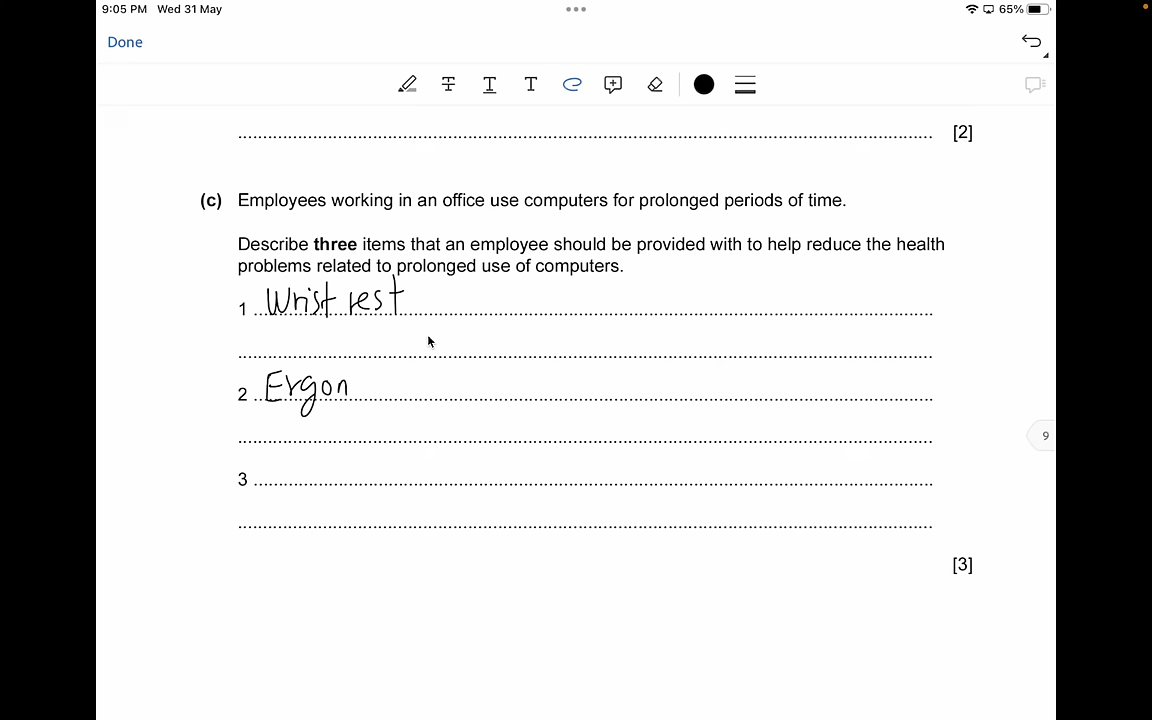 9:05 PM Wed 31 May
65%
Done
T T T
[2]
(c) Employees working in an office use computers for prolonged periods of time.
Describe three items that an employee should be provided with to help reduce the health
problems related to prolonged use of computers.
1 Wrist rest
2 Ergon
9
3
[3]